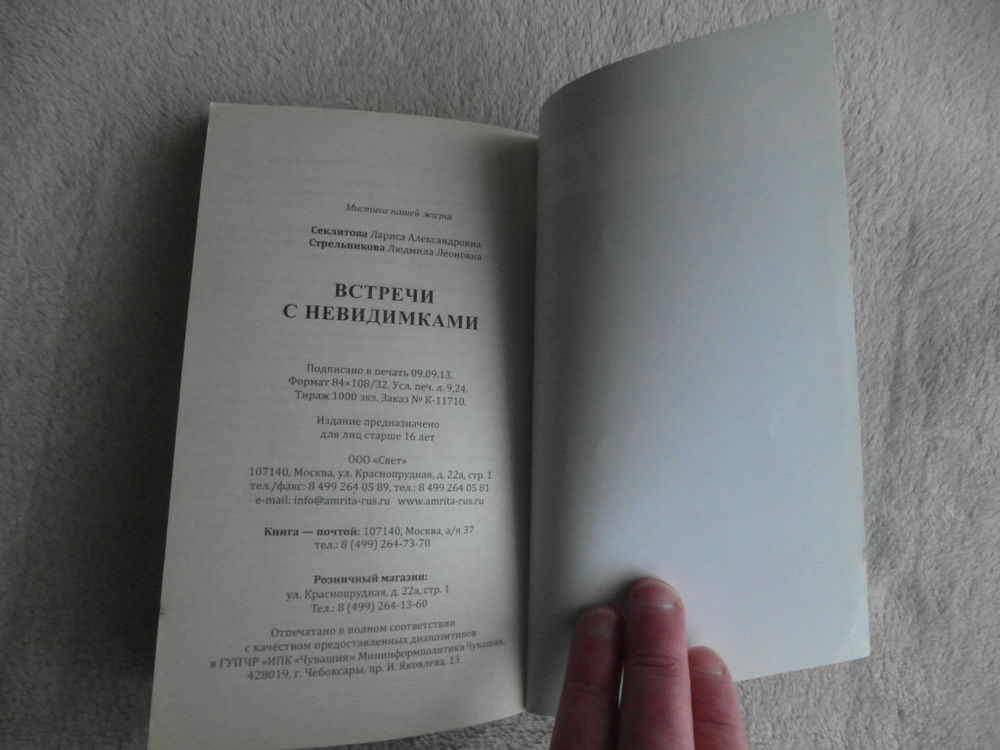 Мистика нашей жизни
Секлитова Лариса Александровна
Стрельникова Людмила Леоновна
ВСТРЕЧИ
С НЕВИДИМКАМИ
Подписано в печать 09.09.13.
Формат 84×108/32. Усл. печ. л. 9,24.
Тираж 1000 экз. Заказ № К-11710.
Издание предназначено
для лиц старше 16 лет
ООО «Свет»
107140, Москва, ул. Краснопрудная, д. 22а, стр. 1
тел./факс: 8 499 264 05 89, тел.: 8 499 264 05 81
e-mail: info@amrita-rus.ru www.amrita-rus.ru
Книга — почтой: 107140, Москва, а/я 37
тел.: 8 (499) 264-73-70
Розничный магазин:
ул. Краснопрудная, д. 22а, стр. 1
Тел.: 8 (499) 264-13-60
Отпечатано в полном соответствии
с качеством предоставленных диапозитивов
в ГУП ЧР «ИПК «Чувашия» Мининформполитики Чувашии,
428019, г. Чебоксары, пр. И. Яковлева, 13